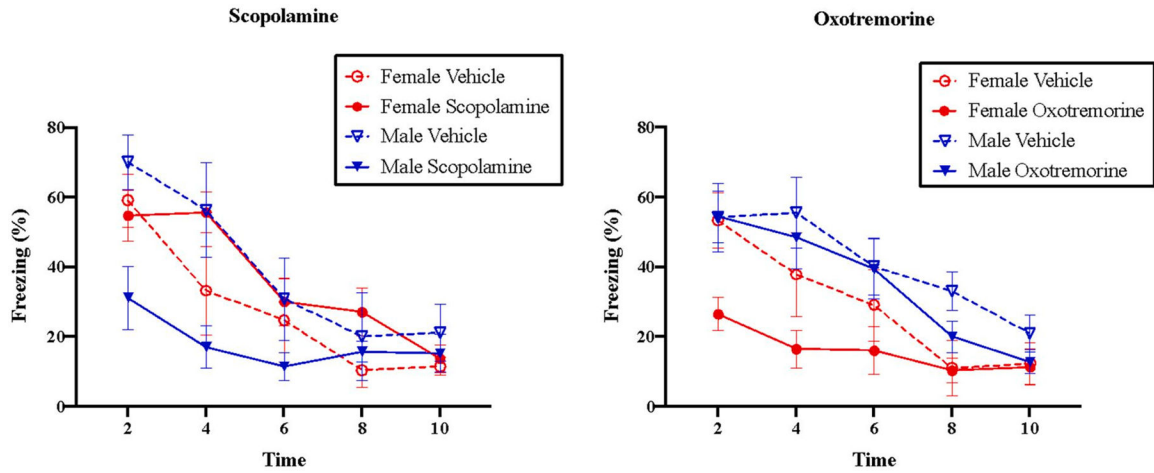 Scopolamine
Female Vehicle
Female Scopolamine
Male Vehicle
Male Scopolamine
80
60
40
20
0
Freezing (%)
2 4 6 8 10
Time
Oxotremorine
Female Vehicle
Female Oxotremorine
Male Vehicle
Male Oxotremorine
80
60
40
20
0
Freezing (%)
2 4 6 8 10
Time